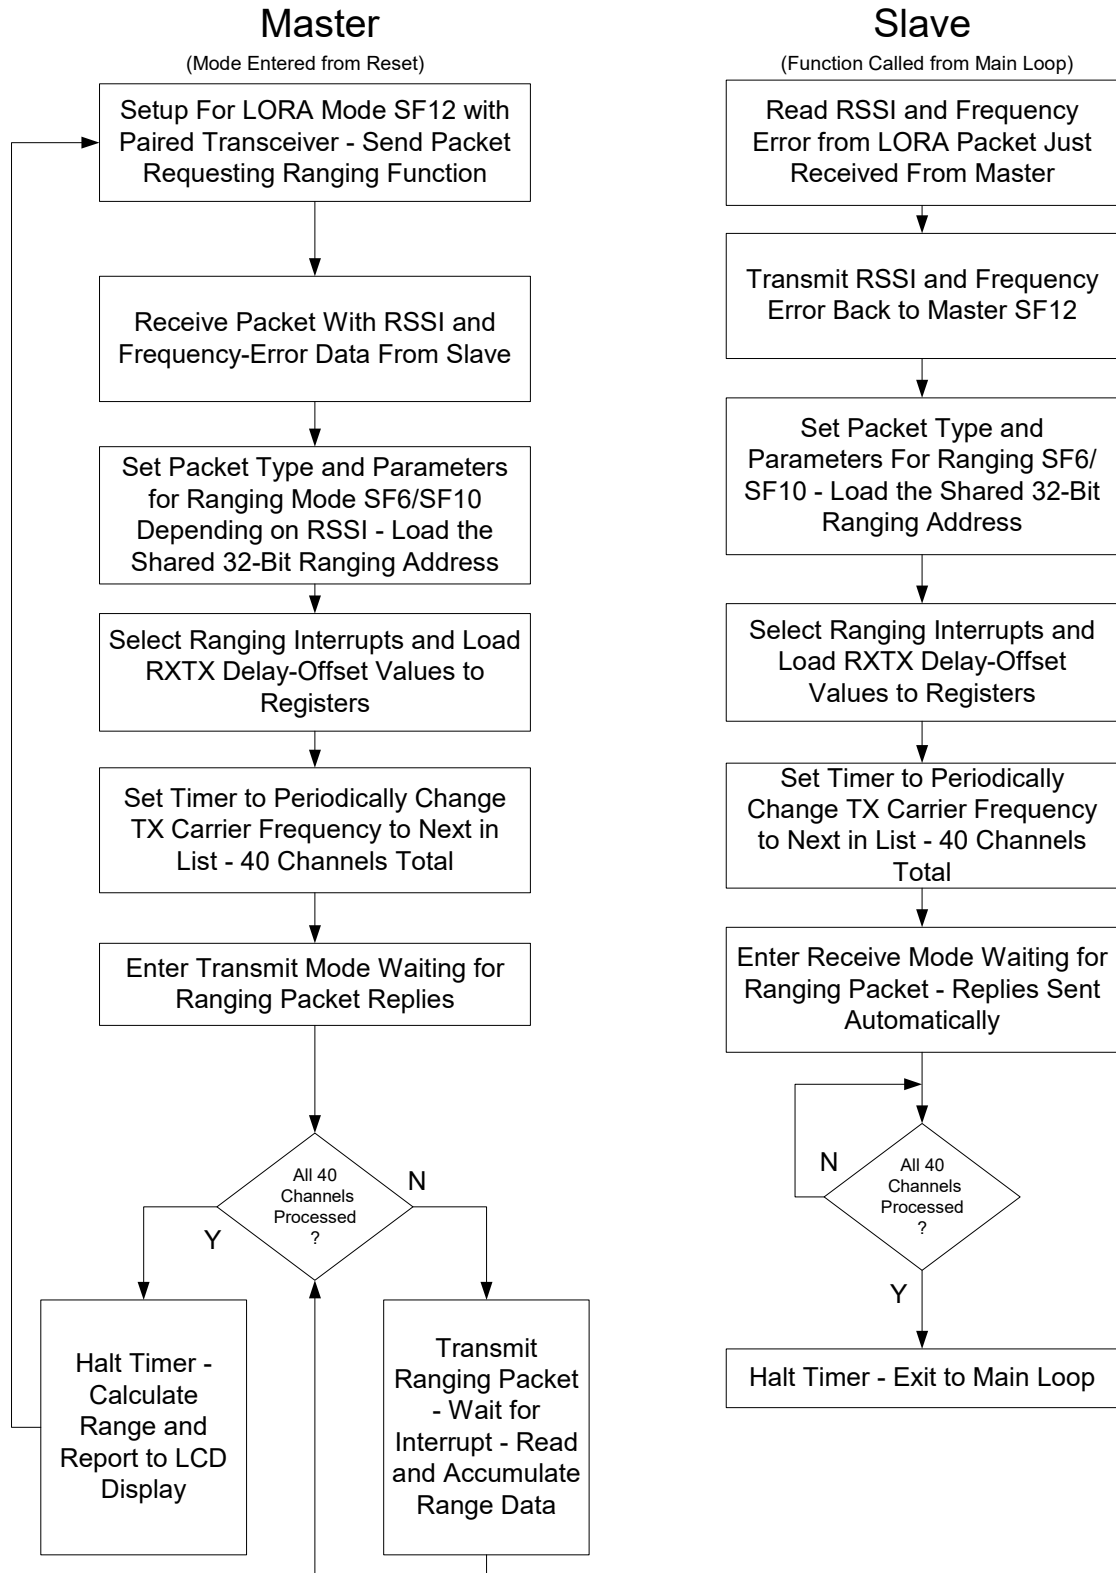 Master
(Mode Entered from Reset)
Setup For LORA Mode SF12 with
Paired Transceiver - Send Packet
Requesting Ranging Function
Receive Packet With RSSI and
Frequency-Error Data From Slave
Set Packet Type and Parameters
for Ranging Mode SF6/SF10
Depending on RSSI - Load the
Shared 32-Bit Ranging Address
Select Ranging Interrupts and Load
RXTX Delay-Offset Values to
Registers
Set Timer to Periodically Change
TX Carrier Frequency to Next in
List - 40 Channels Total
Enter Transmit Mode Waiting for
Ranging Packet Replies
All 40
Channels
Processed
?
N
Y
Halt Timer -
Calculate
Range and
Report to LCD
Display
Transmit
Ranging Packet
- Wait for
Interrupt - Read
and Accumulate
Range Data
Slave
(Function Called from Main Loop)
Read RSSI and Frequency
Error from LORA Packet Just
Received From Master
Transmit RSSI and Frequency
Error Back to Master SF12
Set Packet Type and
Parameters For Ranging SF6/
SF10 - Load the Shared 32-Bit
Ranging Address
Select Ranging Interrupts and
Load RXTX Delay-Offset
Values to Registers
Set Timer to Periodically
Change TX Carrier Frequency
to Next in List - 40 Channels
Total
Enter Receive Mode Waiting for
Ranging Packet - Replies Sent
Automatically
N
All 40
Channels
Processed
?
Y
Halt Timer - Exit to Main Loop